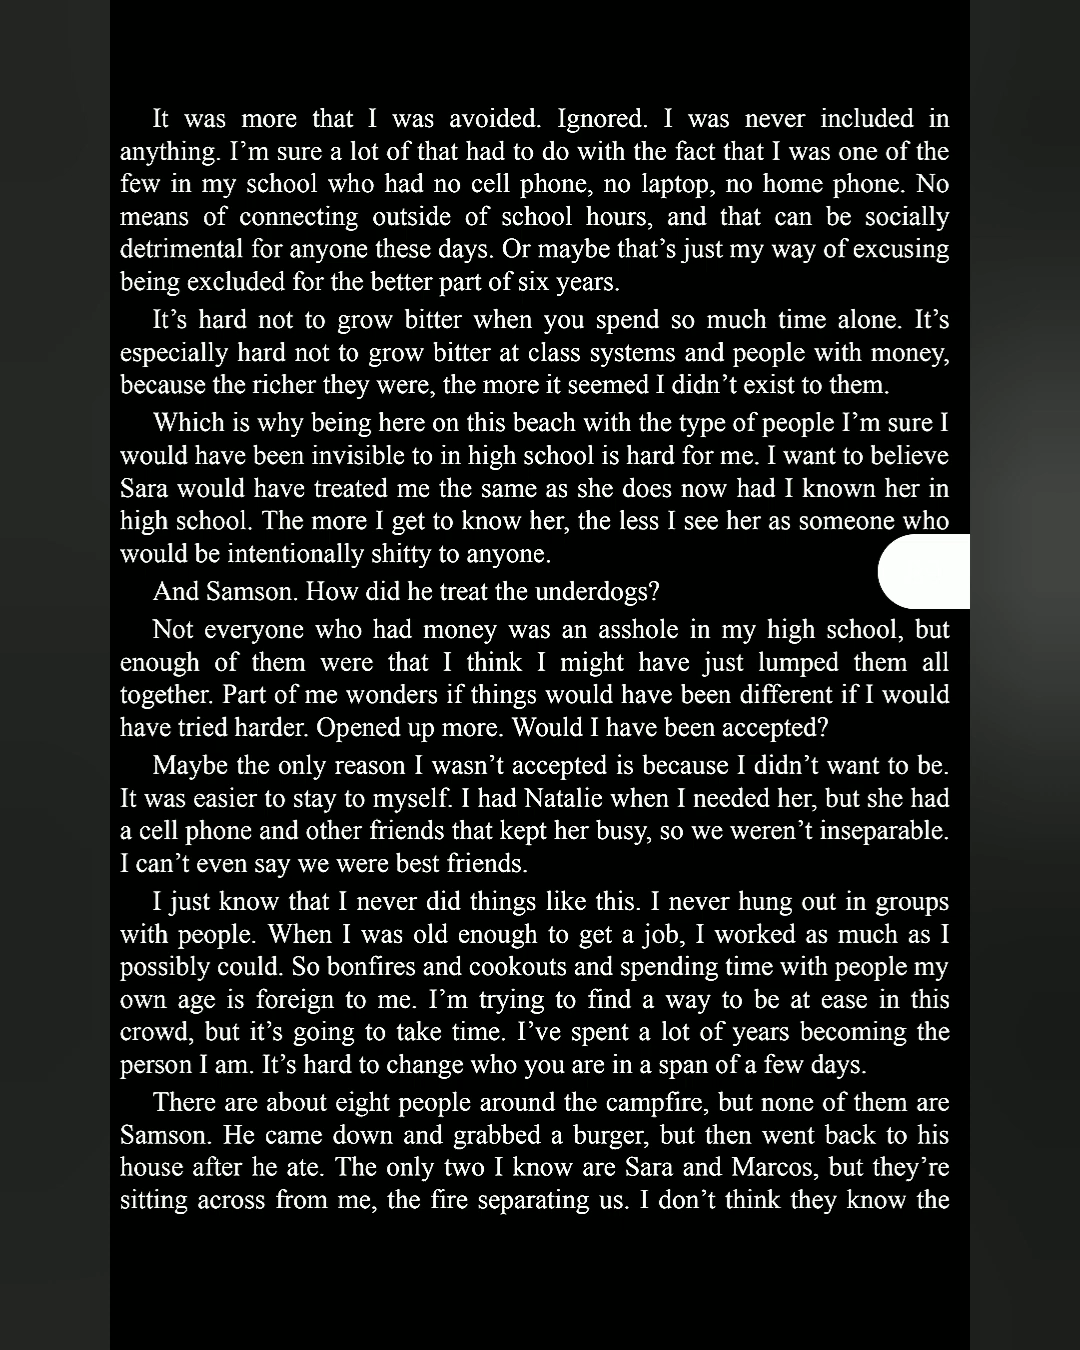 It was more that I was avoided. Ignored. I was never included in
anything. I’m sure a lot of that had to do with the fact that I was one of the
few in my school who had no cell phone, no laptop, no home phone. No
means of connecting outside of school hours, and that can be socially
detrimental for anyone these days. Or maybe that’s just my way of excusing
being excluded for the better part of six years.
It’s hard not to grow bitter when you spend so much time alone. It’s
especially hard not to grow bitter at class systems and people with money,
because the richer they were, the more it seemed I didn’t exist to them.
Which is why being here on this beach with the type of people I’m sure I
would have been invisible to in high school is hard for me. I want to believe
Sara would have treated me the same as she does now had I known her in
high school. The more I get to know her, the less I see her as someone who
would be intentionally shitty to anyone.
And Samson. How did he treat the underdogs?
Not everyone who had money was an asshole in my high school, but
enough of them were that I think I might have just lumped them all
together. Part of me wonders if things would have been different if I would
have tried harder. Opened up more. Would I have been accepted?
Maybe the only reason I wasn’t accepted is because I didn’t want to be.
It was easier to stay to myself. I had Natalie when I needed her, but she had
a cell phone and other friends that kept her busy, so we weren’t inseparable.
I can’t even say we were best friends.
I just know that I never did things like this. I never hung out in groups
with people. When I was old enough to get a job, I worked as much as I
possibly could. So bonfires and cookouts and spending time with people my
own age is foreign to me. I’m trying to find a way to be at ease in this
crowd, but it’s going to take time. I’ve spent a lot of years becoming the
person I am. It’s hard to change who you are in a span of a few days.
There are about eight people around the campfire, but none of them are
Samson. He came down and grabbed a burger, but then went back to his
house after he ate. The only two I know are Sara and Marcos, but they’re
sitting across from me, the fire separating us. I don’t think they know the